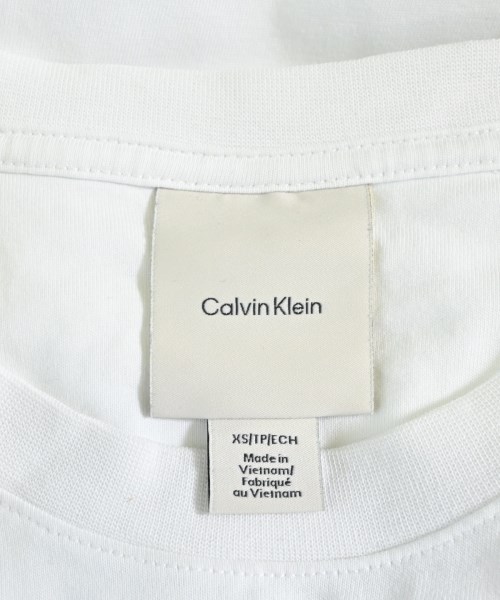 Calvin Klein
XS/TP/ECH
Made in
Vietnam/
Fabriqué
au Vietnam